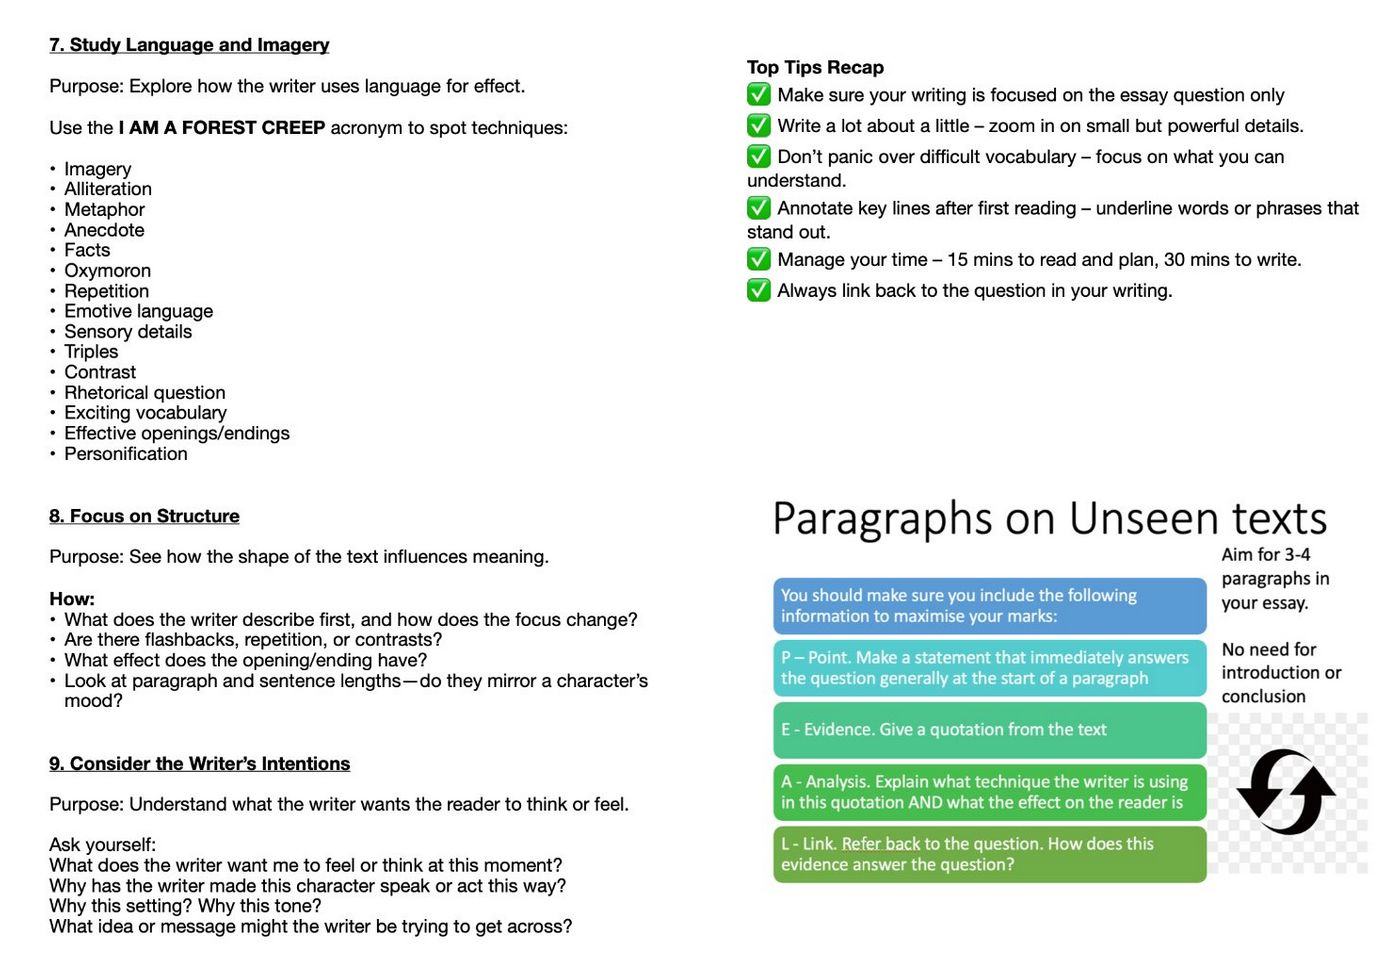 7. Study Language and Imagery
Purpose: Explore how the writer uses language for effect.
Use the I AM A FOREST CREEP acronym to spot techniques:
• Imagery
• Alliteration
• Metaphor
• Anecdote
• Facts
• Oxymoron
• Repetition
• Emotive language
• Sensory details
• Triples
• Contrast
• Rhetorical question
• Exciting vocabulary
• Effective openings/endings
• Personification
8. Focus on Structure
Purpose: See how the shape of the text influences meaning.
How:
• What does the writer describe first, and how does the focus change?
• Are there flashbacks, repetition, or contrasts?
• What effect does the opening/ending have?
• Look at paragraph and sentence lengths—do they mirror a character's
mood?
9. Consider the Writer's Intentions
Purpose: Understand what the writer wants the reader to think or feel.
Ask yourself:
What does the writer want me to feel or think at this moment?
Why has the writer made this character speak or act this way?
Why this setting? Why this tone?
What idea or message might the writer be trying to get across?
Top Tips Recap
✅ Make sure your writing is focused on the essay question only
✅ Write a lot about a little – zoom in on small but powerful details.
✅ Don't panic over difficult vocabulary – focus on what you can
understand.
✅ Annotate key lines after first reading – underline words or phrases that
stand out.
✅ Manage your time – 15 mins to read and plan, 30 mins to write.
✅ Always link back to the question in your writing.
Paragraphs on Unseen texts
You should make sure you include the following
information to maximise your marks:
P – Point. Make a statement that immediately answers
the question generally at the start of a paragraph
E - Evidence. Give a quotation from the text
A - Analysis. Explain what technique the writer is using
in this quotation AND what the effect on the reader is
L - Link. Refer back to the question. How does this
evidence answer the question?
Aim for 3-4
paragraphs in
your essay.
No need for
introduction or
conclusion